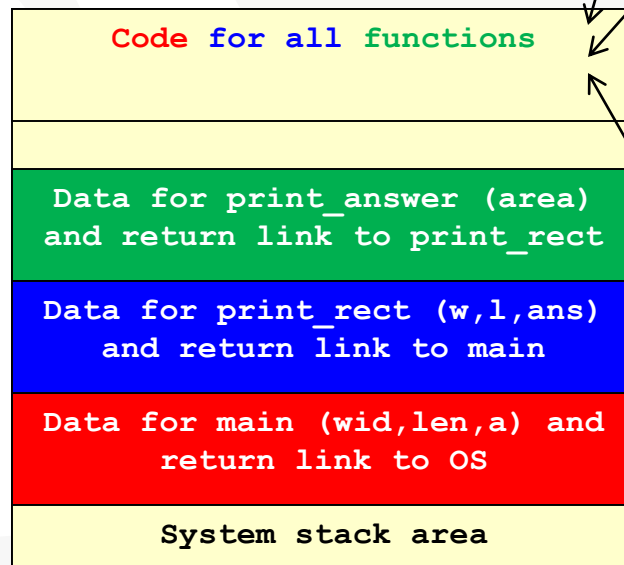 Code for all functions
Data for print_answer (area)
and return link to print_rect
Data for print_rect (w,l,ans)
and return link to main
Data for main (wid,len,a) and
return link to OS
System stack area